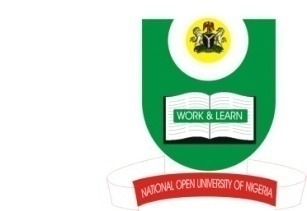 WORK & LEARN
NATIONAL OPEN UNIVERSITY OF NIGERIA